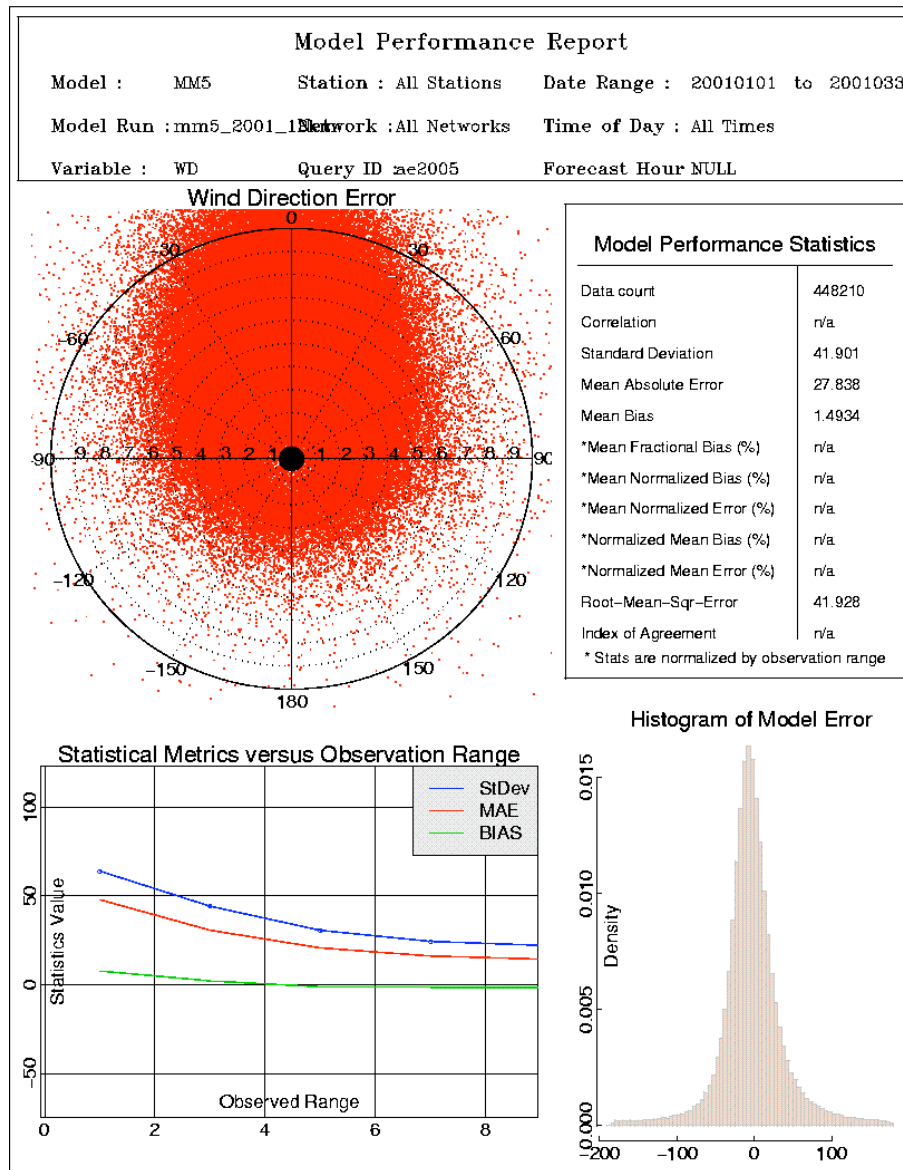 Model Performance Report
Model : MM5 Station : All Stations Date Range : 20010101 to 2001033
Model Run : mm5_2001_1 Network : All Networks Time of Day : All Times
Variable : WD Query ID : ae2005 Forecast Hour NULL
Wind Direction Error
0
-30 30
-60 60
-90 9 8 7 6 5 4 3 2 1 1 2 3 4 5 6 7 8 9 90
-120 120
-150 150
180
Model Performance Statistics
Data count 448210
Correlation n/a
Standard Deviation 41.901
Mean Absolute Error 27.838
Mean Bias 1.4934
*Mean Fractional Bias (%) n/a
*Mean Normalized Bias (%) n/a
*Mean Normalized Error (%) n/a
*Normalized Mean Bias (%) n/a
*Normalized Mean Error (%) n/a
Root-Mean-Sqr-Error 41.928
Index of Agreement n/a
* Stats are normalized by observation range
Statistical Metrics versus Observation Range
StDev
MAE
BIAS
Statistics Value
100
50
0
-50
Observed Range
0 2 4 6 8
Histogram of Model Error
Density
0.015
0.010
0.005
0.000
-200 -100 0 100